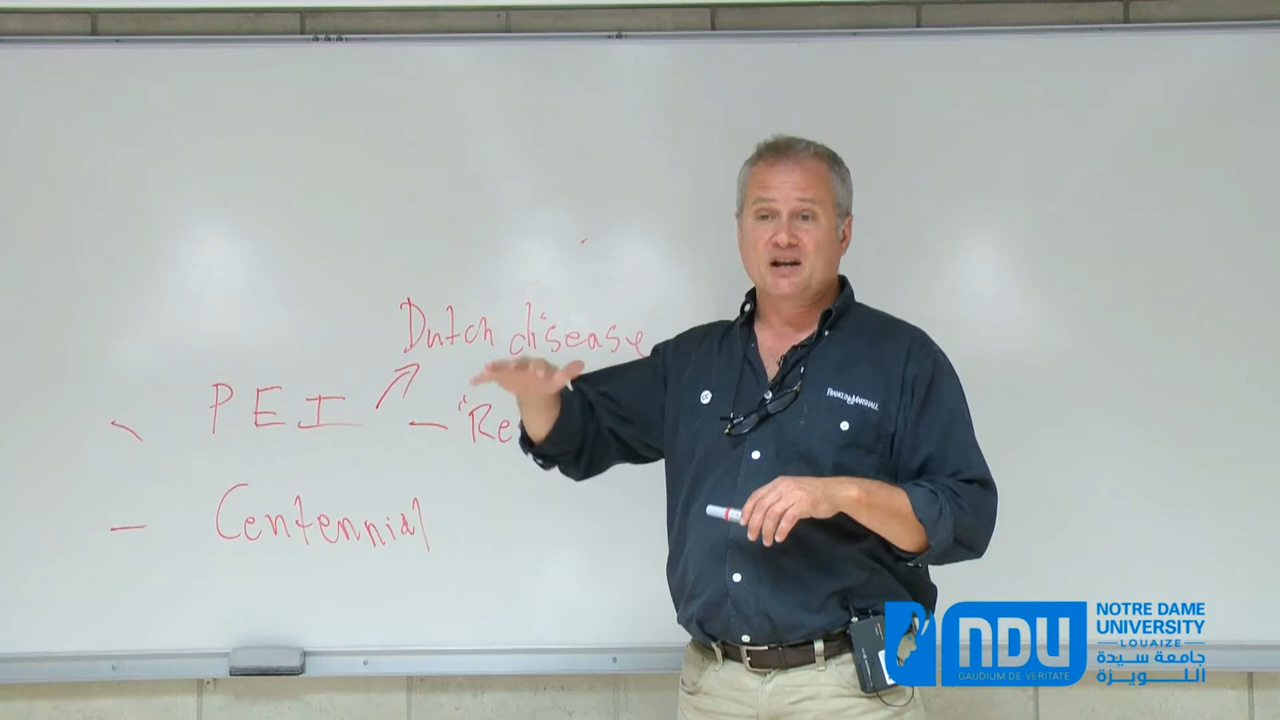 Dutch disease
PEI
"Re
Centennial
FRANKLIN & MARSHALL
NDU
GAUDIUM DE VERITATE
NOTRE DAME
UNIVERSITY
LOUAIZE
جامعة سيدة
اللويزة